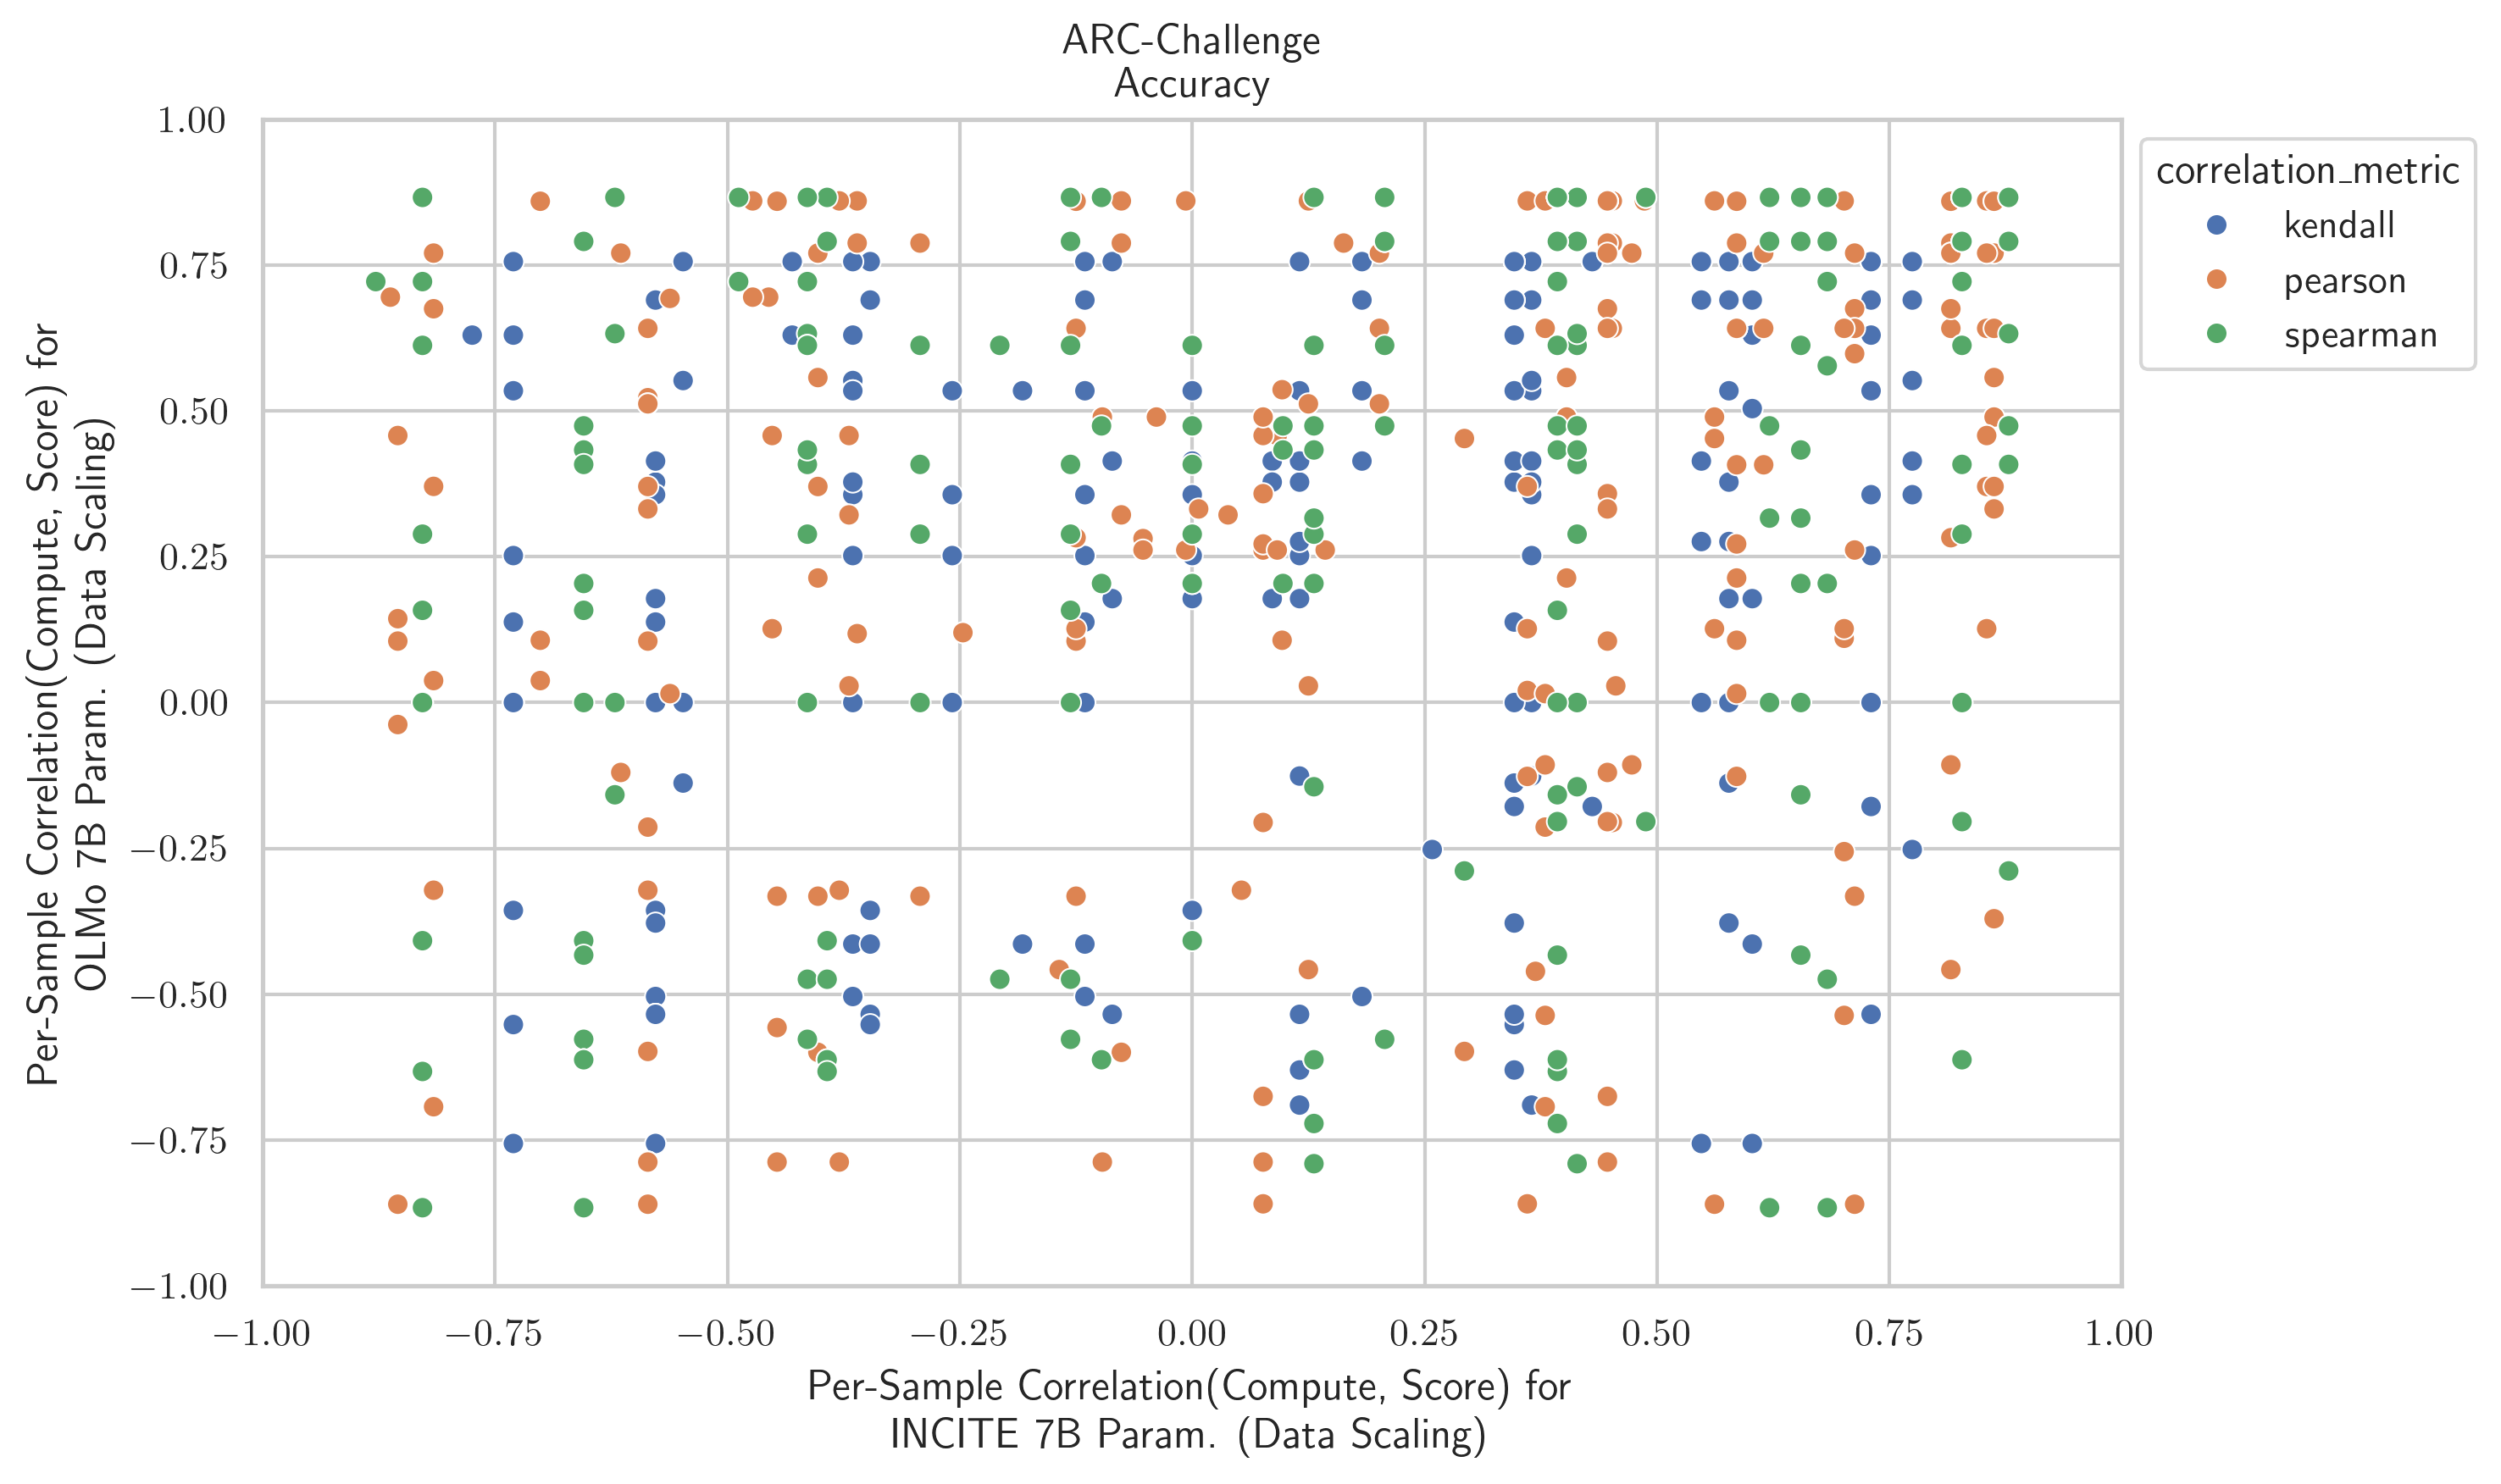 ARC-Challenge
Accuracy
1.00
0.75
0.50
0.25
0.00
−0.25
−0.50
−0.75
−1.00
Per-Sample Correlation(Compute, Score) for
OLMo 7B Param. (Data Scaling)
correlation_metric
kendall
pearson
spearman
−1.00
−0.75
−0.50
−0.25
0.00
0.25
0.50
0.75
1.00
Per-Sample Correlation(Compute, Score) for
INCITE 7B Param. (Data Scaling)